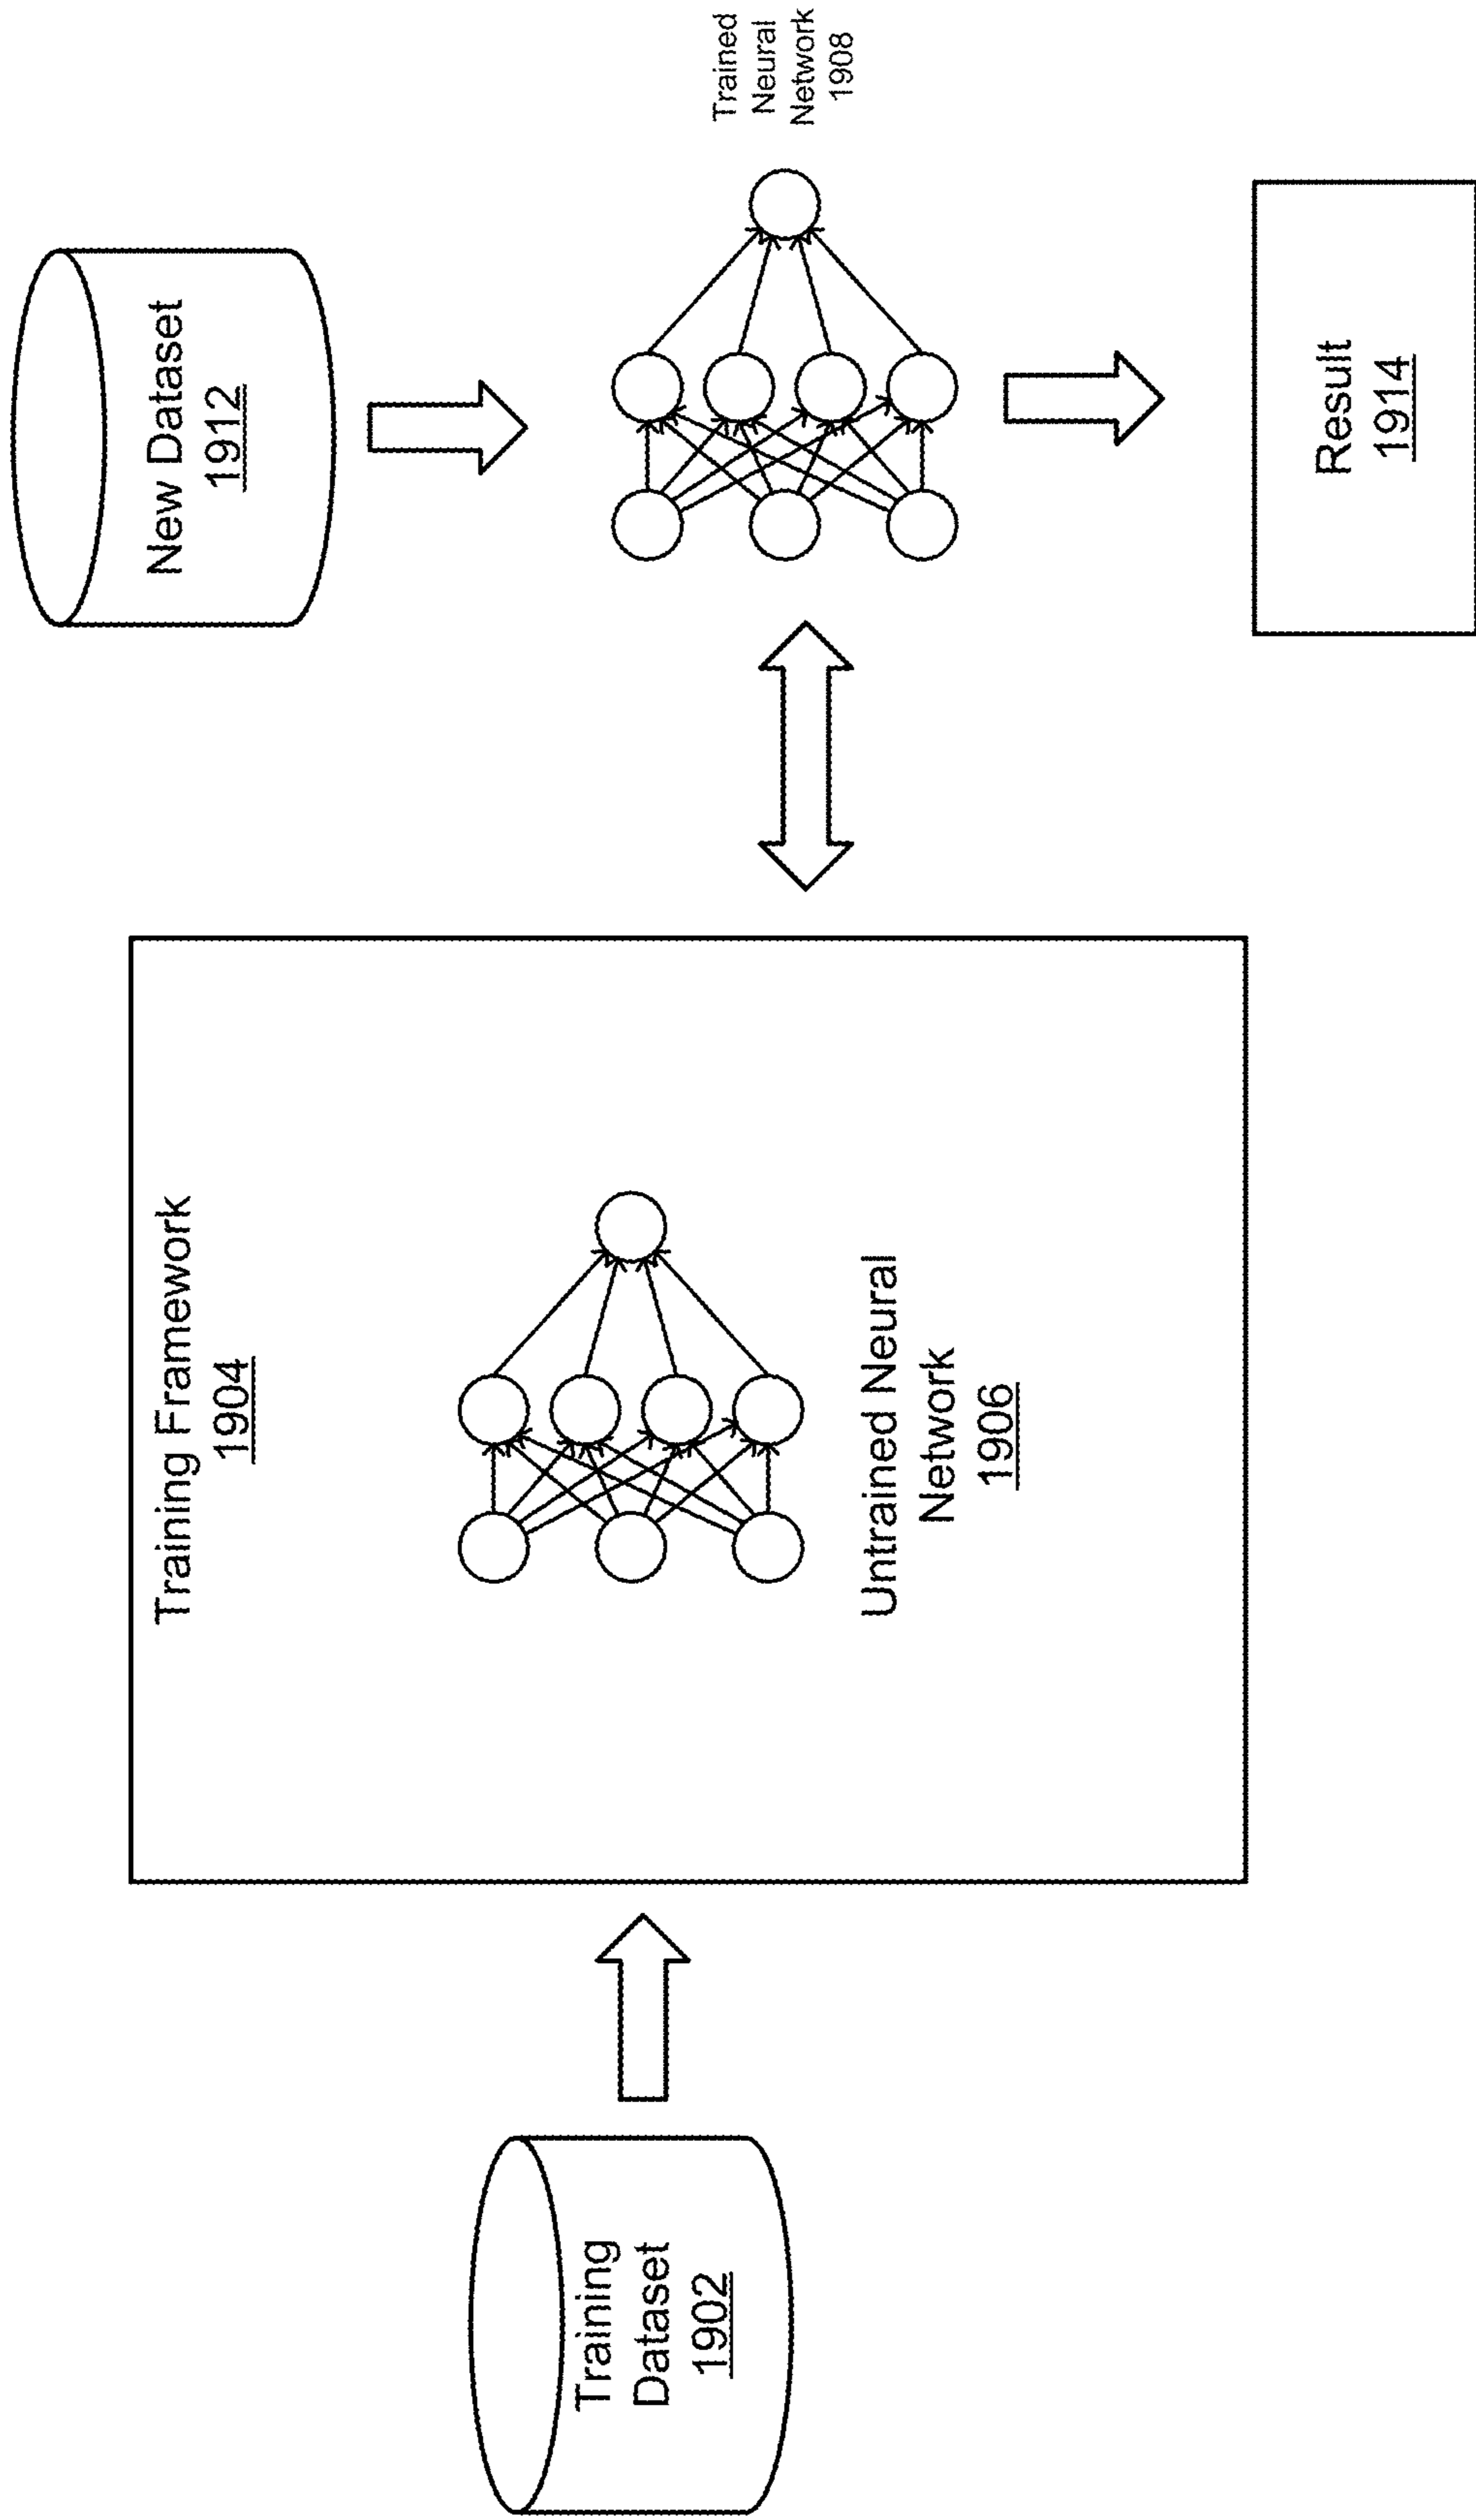 Training
Dataset
1902
Training Framework
1904
Untrained Neural
Network
1906
New Dataset
1912
Trained
Neural
Network
1908
Result
1914